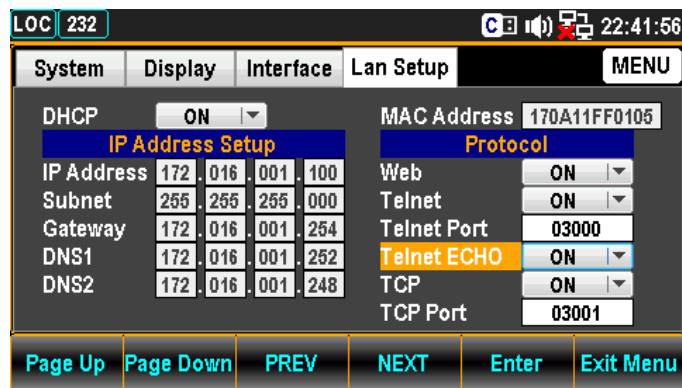 LOC 232 C 22:41:56
System Display Interface Lan Setup MENU
DHCP ON
IP Address Setup
IP Address 172 . 016 . 001 . 100
Subnet 255 . 255 . 255 . 000
Gateway 172 . 016 . 001 . 254
DNS1 172 . 016 . 001 . 252
DNS2 172 . 016 . 001 . 248
MAC Address 170A11FF0105
Protocol
Web ON
Telnet ON
Telnet Port 03000
Telnet ECHO ON
TCP ON
TCP Port 03001
Page Up Page Down PREV NEXT Enter Exit Menu